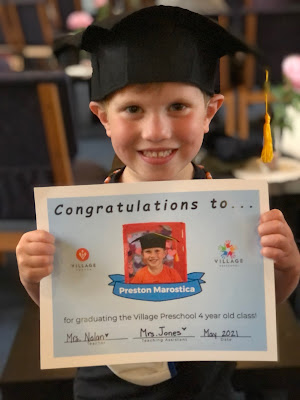 Congratulations to...
VILLAGE
VILLAGE
Preston Marostica
for graduating the Village Preschool 4 year old class!
Mrs. Nolan Mrs. Jones May 2021
Teacher Teaching Assistant Date